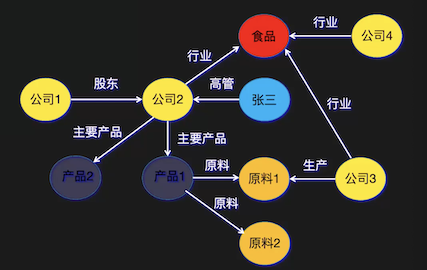 食品
行业
公司4
行业
高管
行业
公司1
股东
公司2
张三
主要产品
主要产品
产品2
产品1
原料
原料1
生产
公司3
原料
原料2